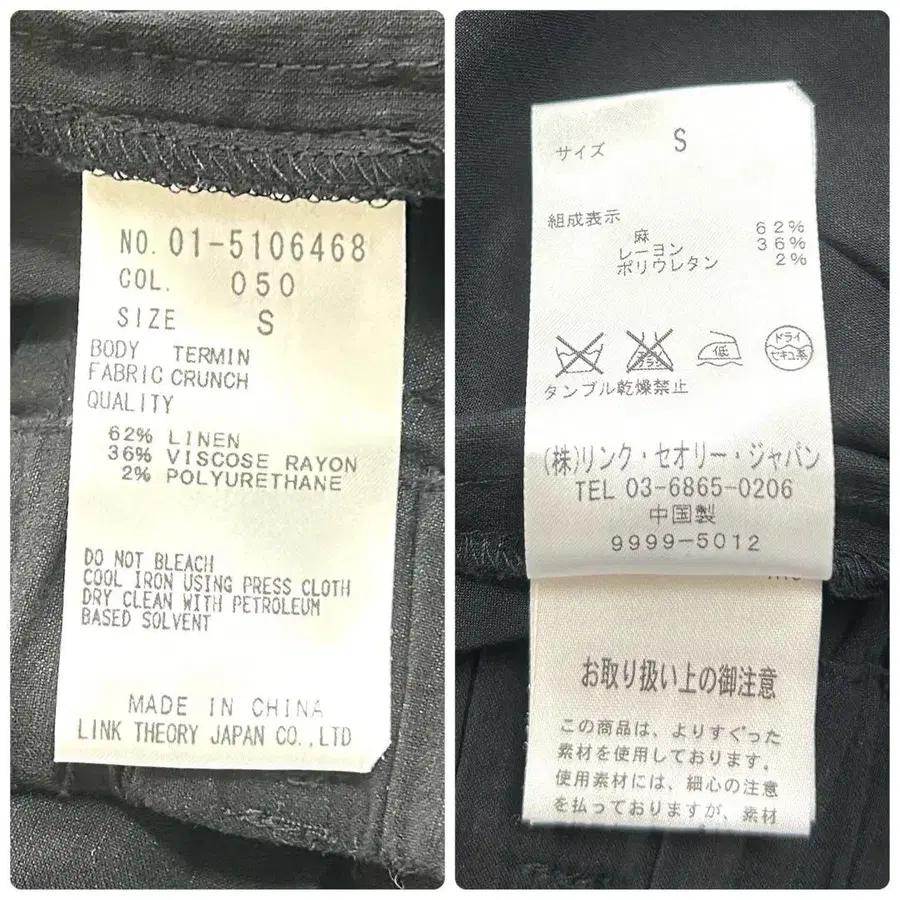 NO. 01-5106468
COL. 050
SIZE S
BODY TERMIN
FABRIC CRUNCH
QUALITY
62% LINEN
36% VISCOSE RAYON
2% POLYURETHANE
DO NOT BLEACH
COOL IRON USING PRESS CLOTH
DRY CLEAN WITH PETROLEUM
BASED SOLVENT
MADE IN CHINA
LINK THEORY JAPAN CO.,LTD
サイズ S
組成表示
麻 62%
レーヨン 36%
ポリウレタン 2%
低
ドライ
セキユ系
タンブル乾燥禁止
(株)リンク・セオリー・ジャパン
TEL 03-6865-0206
中国製
9999-5012
お取り扱い上の御注意
この商品は、よりすぐった
素材を使用しております。
使用素材には、細心の注意
を払っておりますが、素材